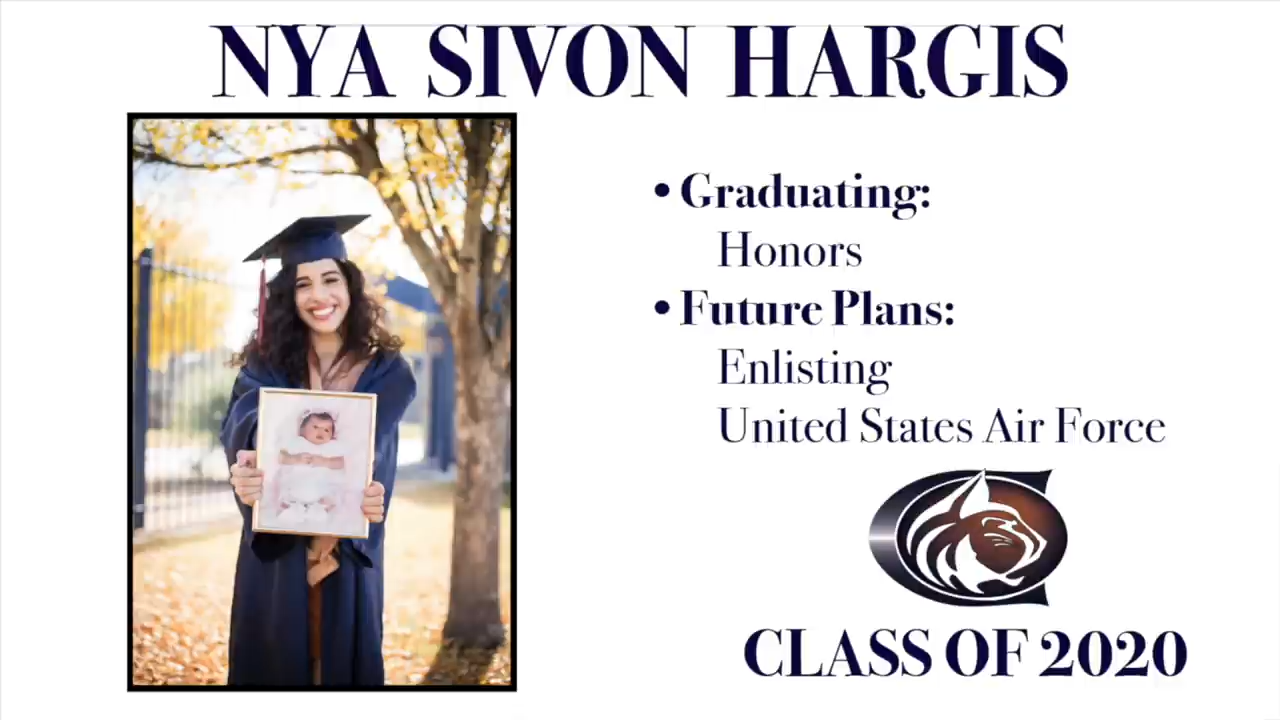 NYA SIVON HARGIS
• Graduating:
Honors
• Future Plans:
Enlisting
United States Air Force
CLASS OF 2020